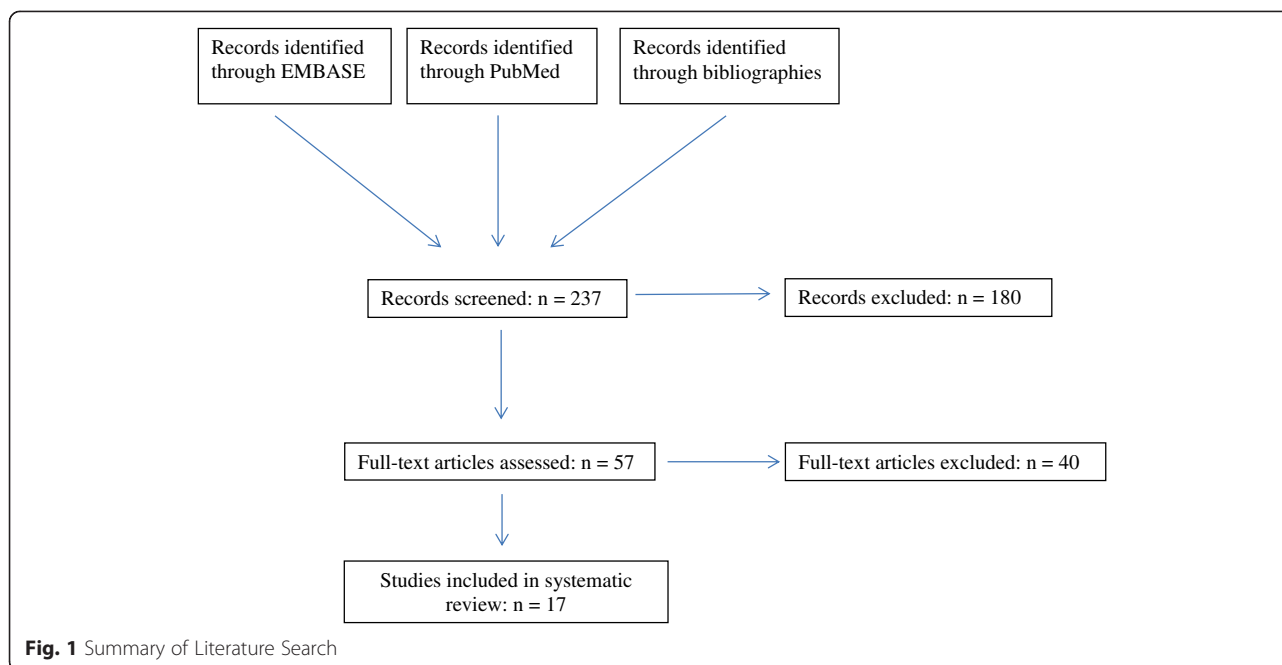 Records identified
through EMBASE
Records identified
through PubMed
Records identified
through bibliographies
Records screened: n = 237
Records excluded: n = 180
Full-text articles assessed: n = 57
Full-text articles excluded: n = 40
Studies included in systematic
review: n = 17
Fig. 1 Summary of Literature Search